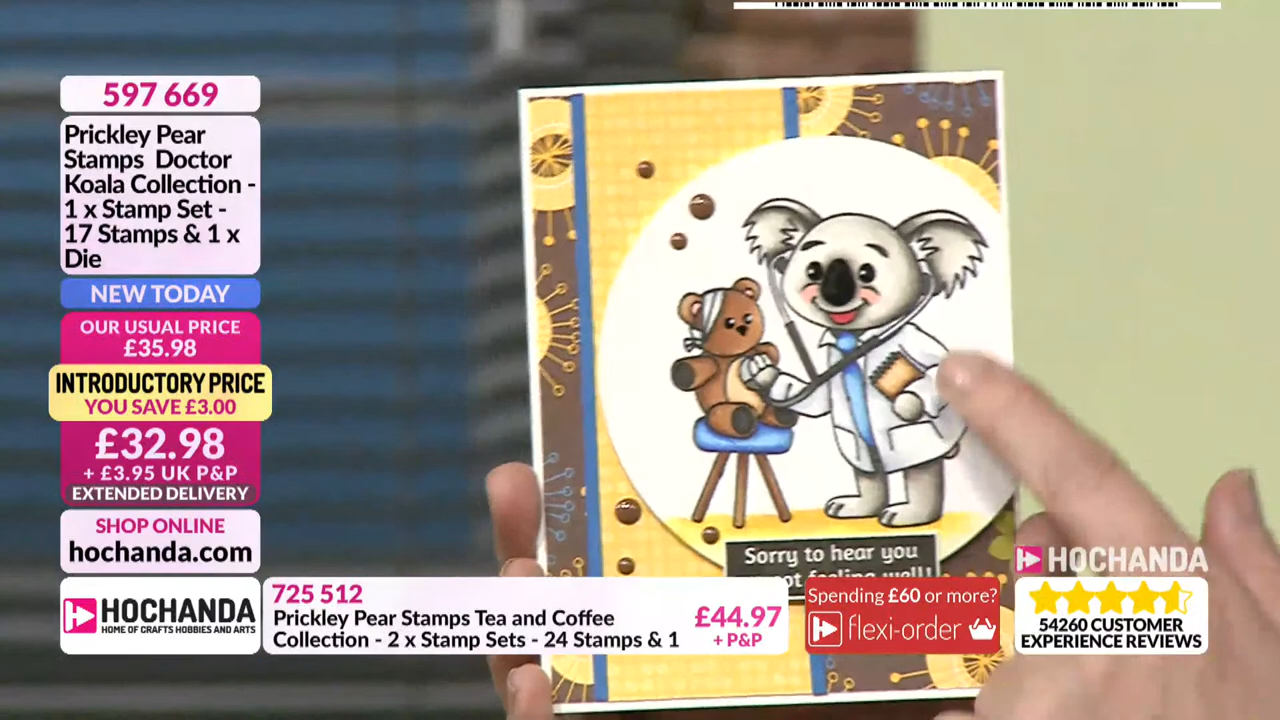 597 669
Prickley Pear
Stamps Doctor
Koala Collection -
1 x Stamp Set -
17 Stamps & 1 x
Die
NEW TODAY
OUR USUAL PRICE
£35.98
INTRODUCTORY PRICE
YOU SAVE £3.00
£32.98
+ £3.95 UK P&P
EXTENDED DELIVERY
SHOP ONLINE
hochanda.com
Sorry to hear you
not feeling well!
HOCHANDA
HOCHANDA
HOME OF CRAFTS HOBBIES AND ARTS
725 512
Prickley Pear Stamps Tea and Coffee
Collection - 2 x Stamp Sets - 24 Stamps & 1
£44.97
+ P&P
Spending £60 or more?
flexi-order
54260 CUSTOMER
EXPERIENCE REVIEWS